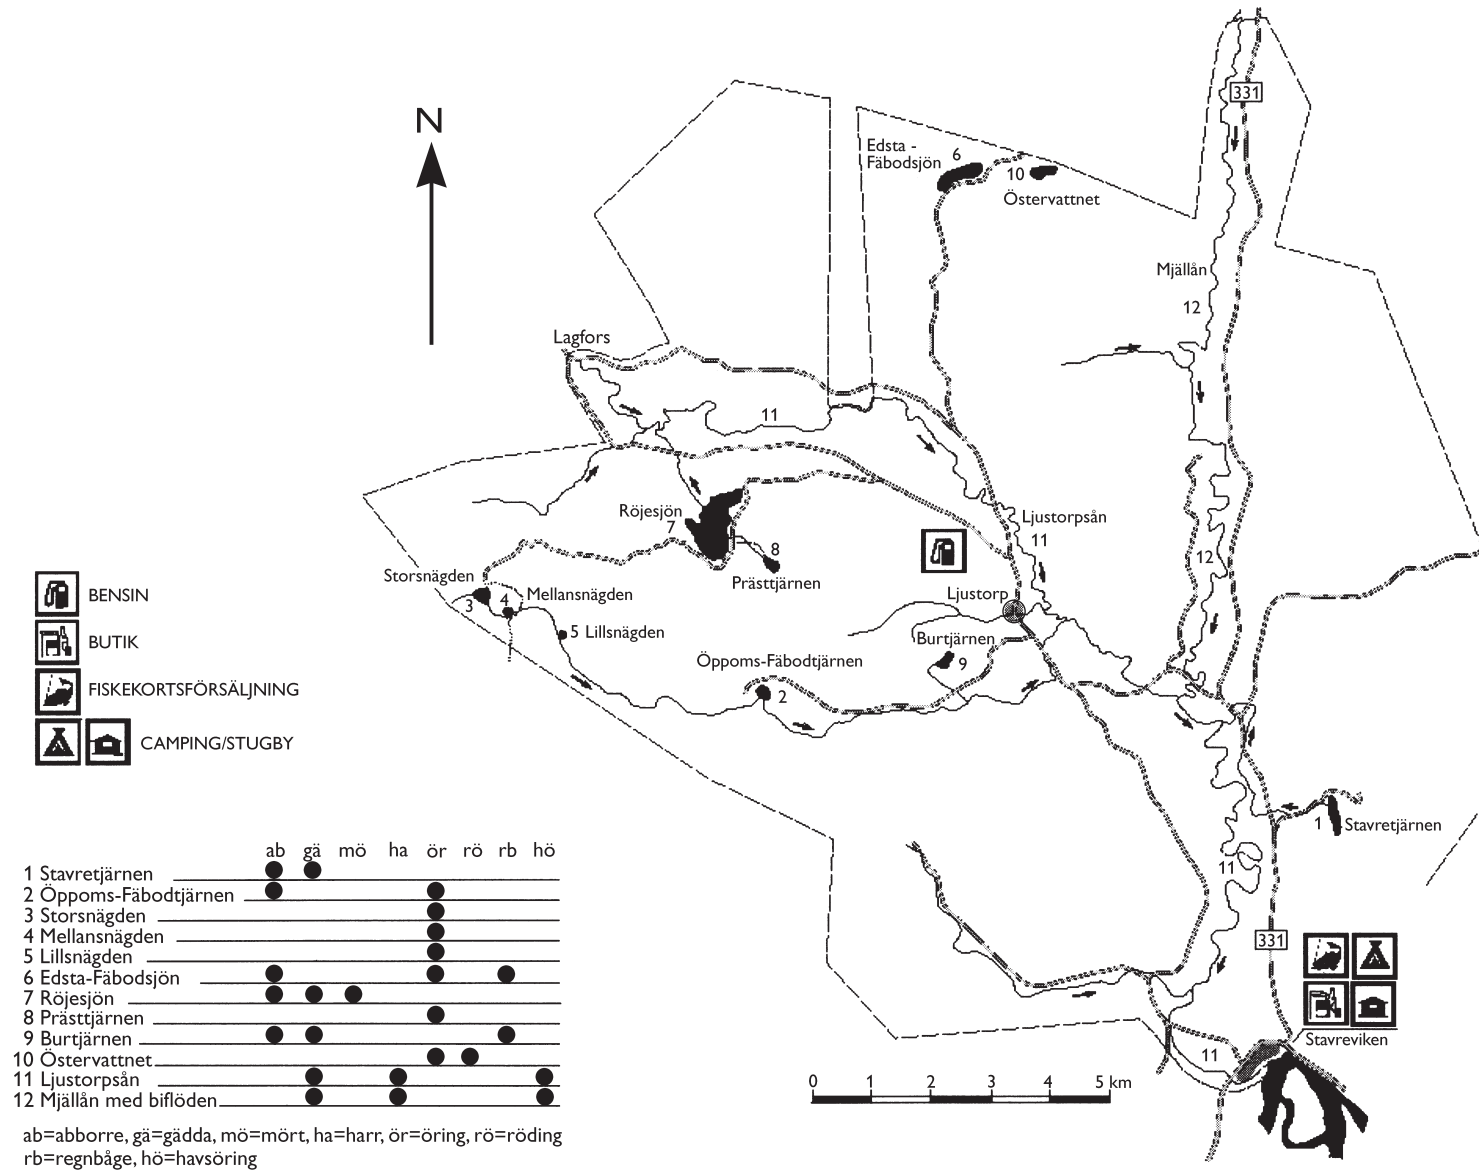 331
N
Edsta -
Fäbodsjön
6
10
Östervattnet
Mjällån
12
Lagfors
11
Röjesjön
7
8
Prästtjärnen
Ljustorpsån
11
12
Storsnägden
3
4
Mellansnägden
5 Lillsnägden
Ljustorp
Burtjärnen
9
Öppoms-Fäbodtjärnen
2
BENSIN
BUTIK
FISKEKORTSFÖRSÄLJNING
CAMPING/STUGBY
1
Stavretjärnen
11
331
Stavreviken
11
0 1 2 3 4 5 km
ab gä mö ha ör rö rb hö
1 Stavretjärnen
2 Öppoms-Fäbodtjärnen
3 Storsnägden
4 Mellansnägden
5 Lillsnägden
6 Edsta-Fäbodsjön
7 Röjesjön
8 Prästtjärnen
9 Burtjärnen
10 Östervattnet
11 Ljustorpsån
12 Mjällån med biflöden
ab=abborre, gä=gädda, mö=mört, ha=harr, ör=öring, rö=röding
rb=regnbåge, hö=havsöring